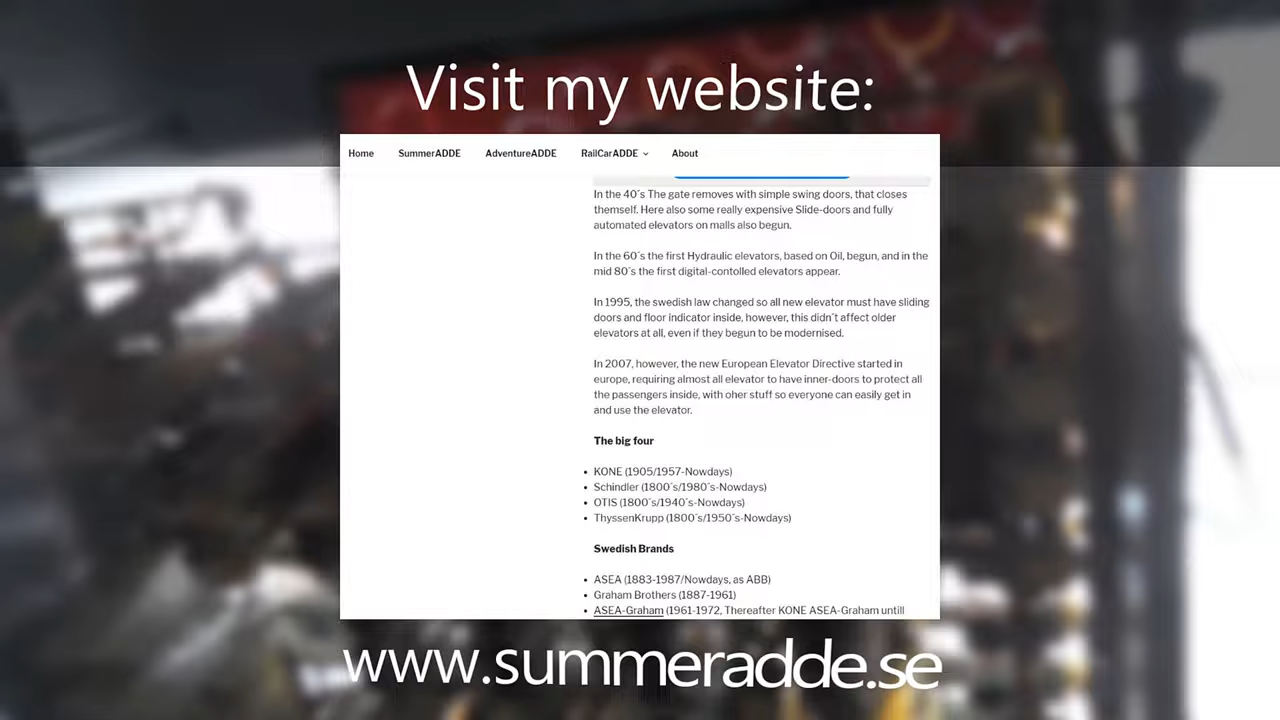 Visit my website:
Home SummerADDE AdventureADDE RailCarADDE About
In the 40´s The gate removes with simple swing doors, that closes
themself. Here also some really expensive Slide-doors and fully
automated elevators on malls also begun.
In the 60´s the first Hydraulic elevators, based on Oil, begun, and in the
mid 80´s the first digital-contolled elevators appear.
In 1995, the swedish law changed so all new elevator must have sliding
doors and floor indicator inside, however, this didn´t affect older
elevators at all, even if they begun to be modernised.
In 2007, however, the new European Elevator Directive started in
europe, requiring almost all elevator to have inner-doors to protect all
the passengers inside, with oher stuff so everyone can easily get in
and use the elevator.
The big four
• KONE (1905/1957-Nowdays)
• Schindler (1800´s/1980´s-Nowdays)
• OTIS (1800´s/1940´s-Nowdays)
• ThyssenKrupp (1800´s/1950´s-Nowdays)
Swedish Brands
• ASEA (1883-1987/Nowdays, as ABB)
• Graham Brothers (1887-1961)
• ASEA-Graham (1961-1972, Thereafter KONE ASEA-Graham untill
www.summeradde.se